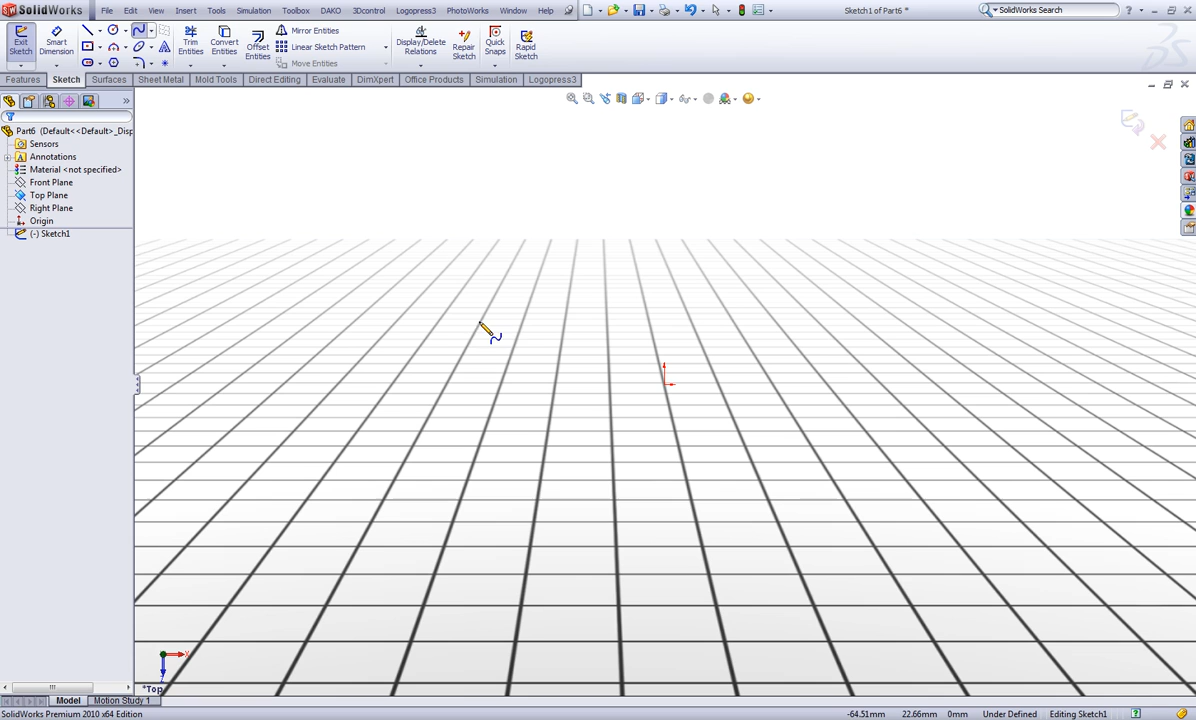 SolidWorks File Edit View Insert Tools Simulation Toolbox DAKO 3Dcontrol Logopress3 PhotoWorks Window Help Sketch1 of Part6 * SolidWorks Search ?
Exit Sketch
Smart Dimension
Trim Entities
Convert Entities
Offset Entities
Mirror Entities
Linear Sketch Pattern
Move Entities
Display/Delete Relations
Repair Sketch
Quick Snaps
Rapid Sketch
Features Sketch Surfaces Sheet Metal Mold Tools Direct Editing Evaluate DimXpert Office Products Simulation Logopress3
Part6 (Default<<Default>_Disp
Sensors
Annotations
Material <not specified>
Front Plane
Top Plane
Right Plane
Origin
(-) Sketch1
X
*Top
Model Motion Study 1
SolidWorks Premium 2010 x64 Edition -64.51mm 22.66mm 0mm Under Defined Editing Sketch1 ?